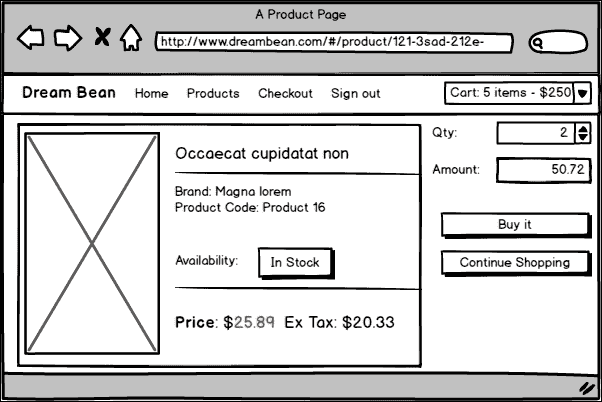 A Product Page
http://www.dreambean.com/#/product/121-3sad-212e-
Dream Bean Home Products Checkout Sign out Cart: 5 items - $250
Qty: 2
Occaecat cupidatat non
Amount: 50.72
Brand: Magna lorem
Product Code: Product 16
Buy it
Availability: In Stock
Continue Shopping
Price: $25.89 Ex Tax: $20.33